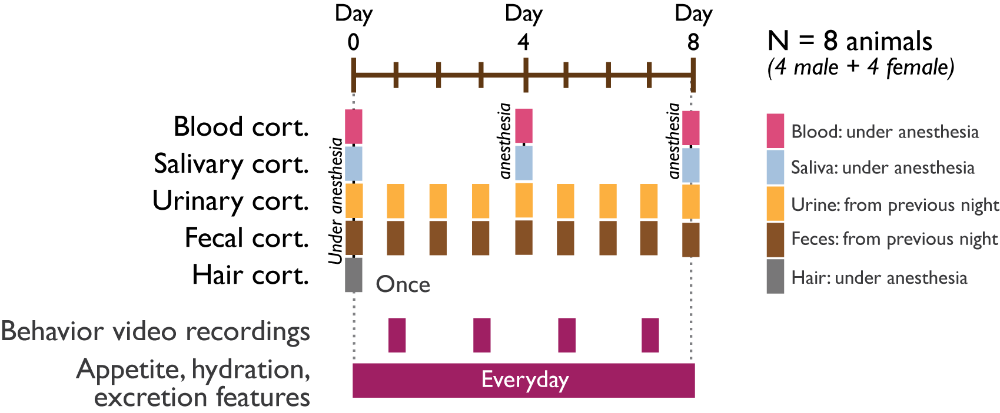 Day Day Day
0 4 8
N = 8 animals
(4 male + 4 female)
Blood cort.
Salivary cort.
Urinary cort.
Fecal cort.
Hair cort.
Under anesthesia
anesthesia
anesthesia
Once
Blood: under anesthesia
Saliva: under anesthesia
Urine: from previous night
Feces: from previous night
Hair: under anesthesia
Behavior video recordings
Appetite, hydration,
excretion features
Everyday